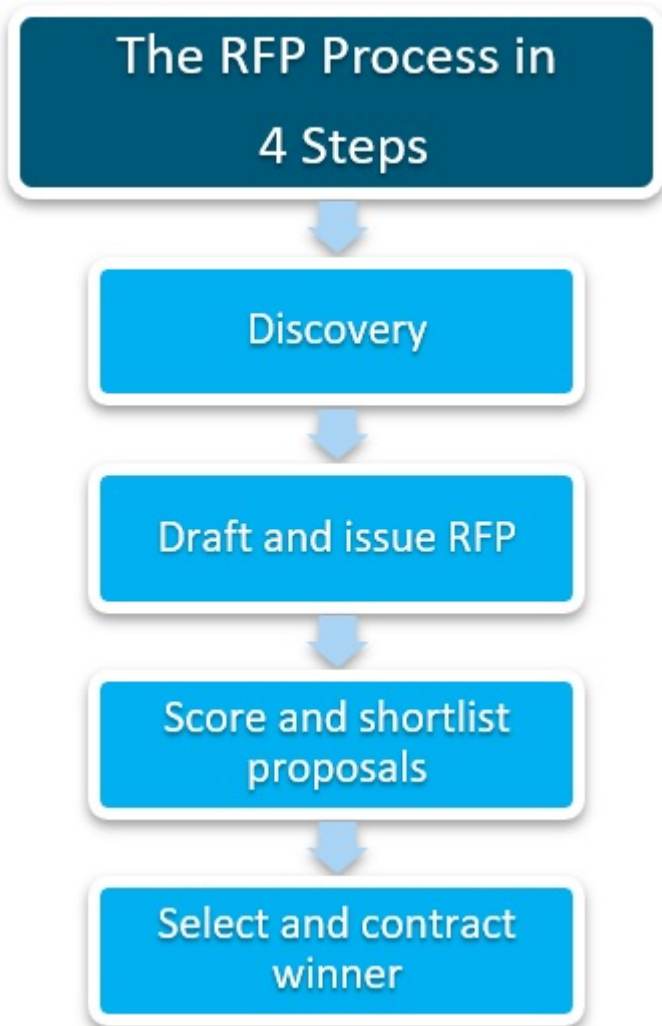 The RFP Process in
4 Steps
Discovery
Draft and issue RFP
Score and shortlist
proposals
Select and contract
winner